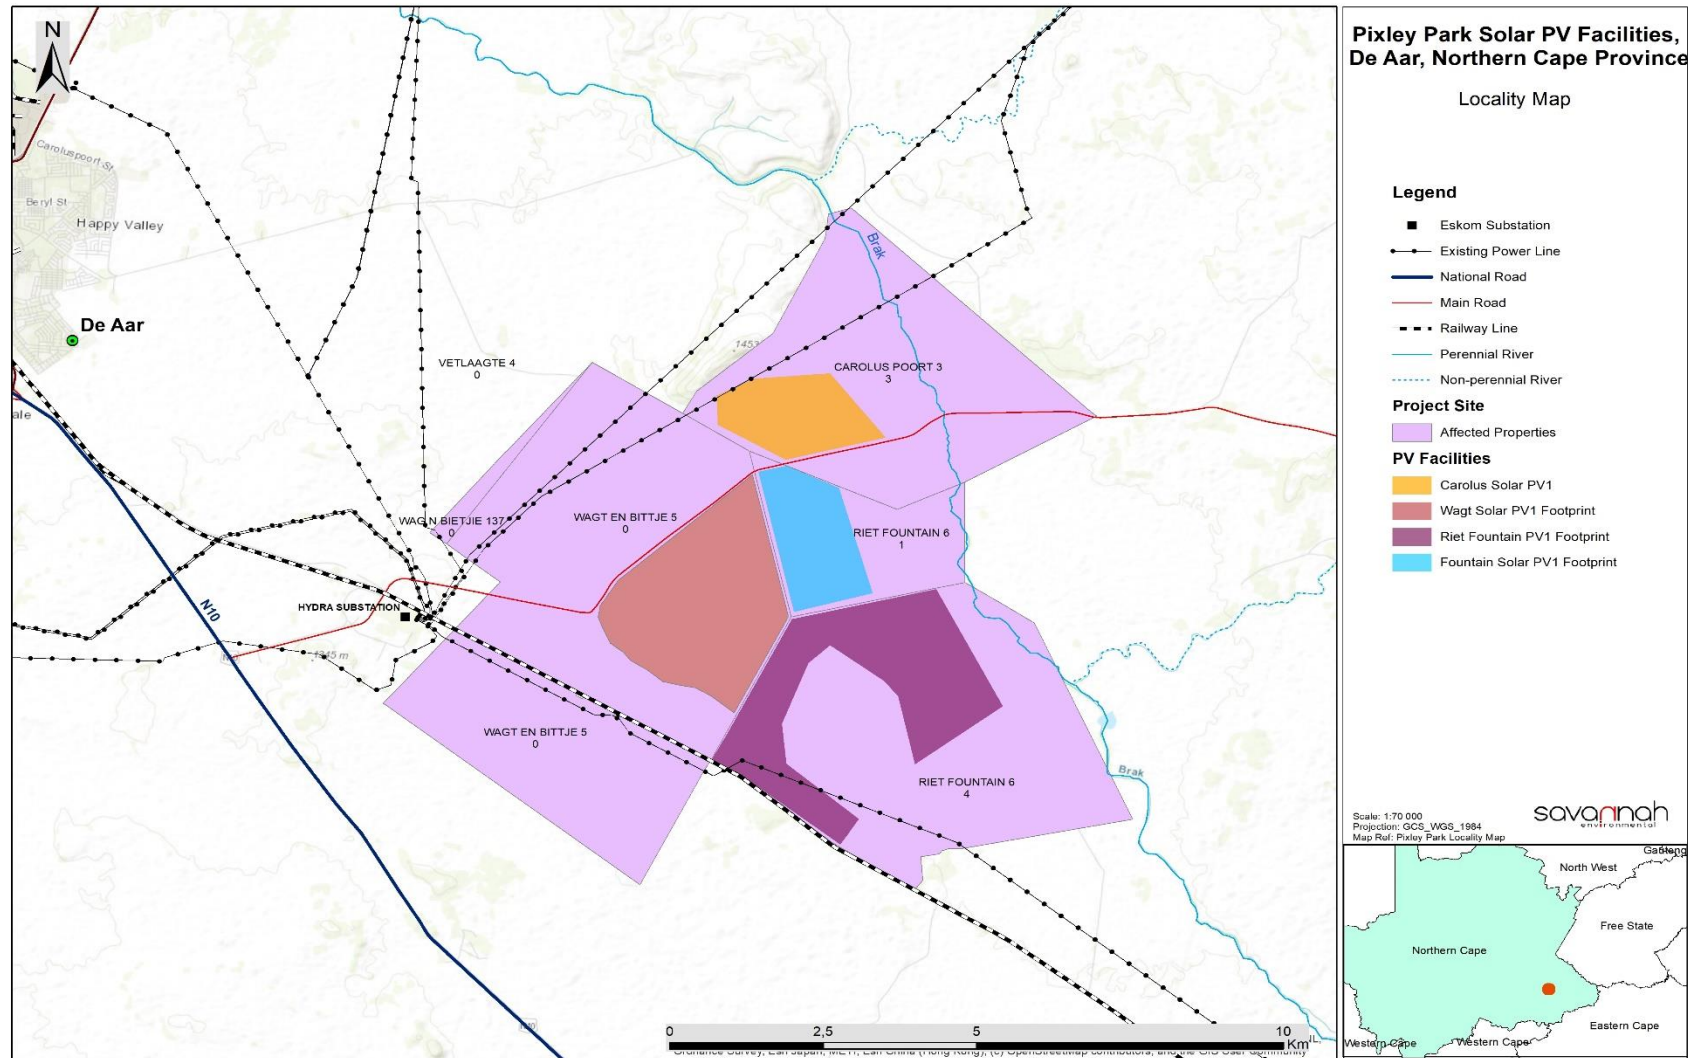 Pixley Park Solar PV Facilities,
De Aar, Northern Cape Province
Locality Map
Legend
Eskom Substation
Existing Power Line
National Road
Main Road
Railway Line
Perennial River
Non-perennial River
Project Site
Affected Properties
PV Facilities
Carolus Solar PV1
Wagt Solar PV1 Footprint
Riet Fountain PV1 Footprint
Fountain Solar PV1 Footprint
Scale: 1:70 000
Projection: GCS_WGS_1984
Map Ref: Pixley Park Locality Map
savannah
environmental
N
Caroluspoort St
Beryl St
Happy Valley
De Aar
ale
Brak
1453
VETLAAGTE 4
0
CAROLUS POORT 3
3
WAG N BIETJIE 137
0
WAGT EN BITTJE 5
0
RIET FOUNTAIN 6
1
HYDRA SUBSTATION
N10
1345 m
WAGT EN BITTJE 5
0
RIET FOUNTAIN 6
4
Brak
0 2,5 5 10
Km
North West
Free State
Northern Cape
Eastern Cape
Western Cape
Western Cape